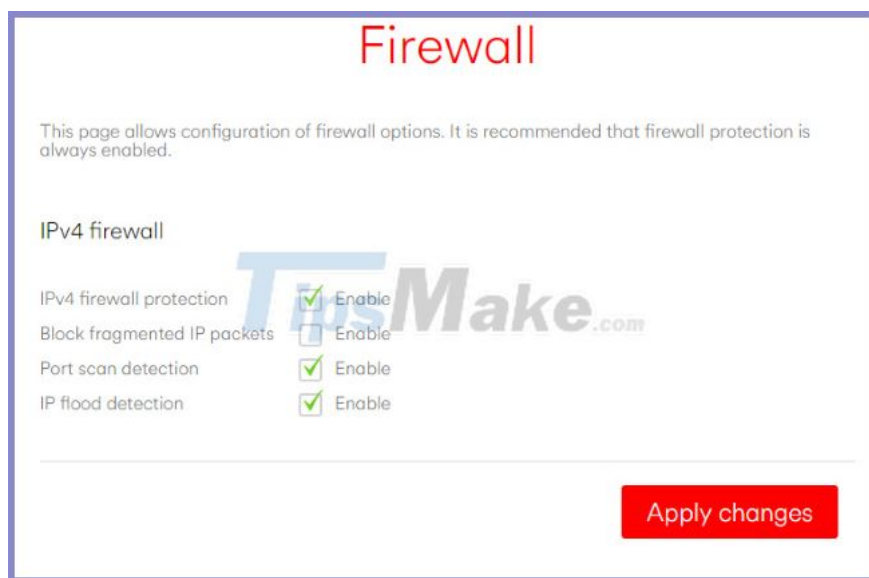 Firewall
This page allows configuration of firewall options. It is recommended that firewall protection is
always enabled.
IPv4 firewall
TipsMake.com
IPv4 firewall protection Enable
Block fragmented IP packets Enable
Port scan detection Enable
IP flood detection Enable
Apply changes